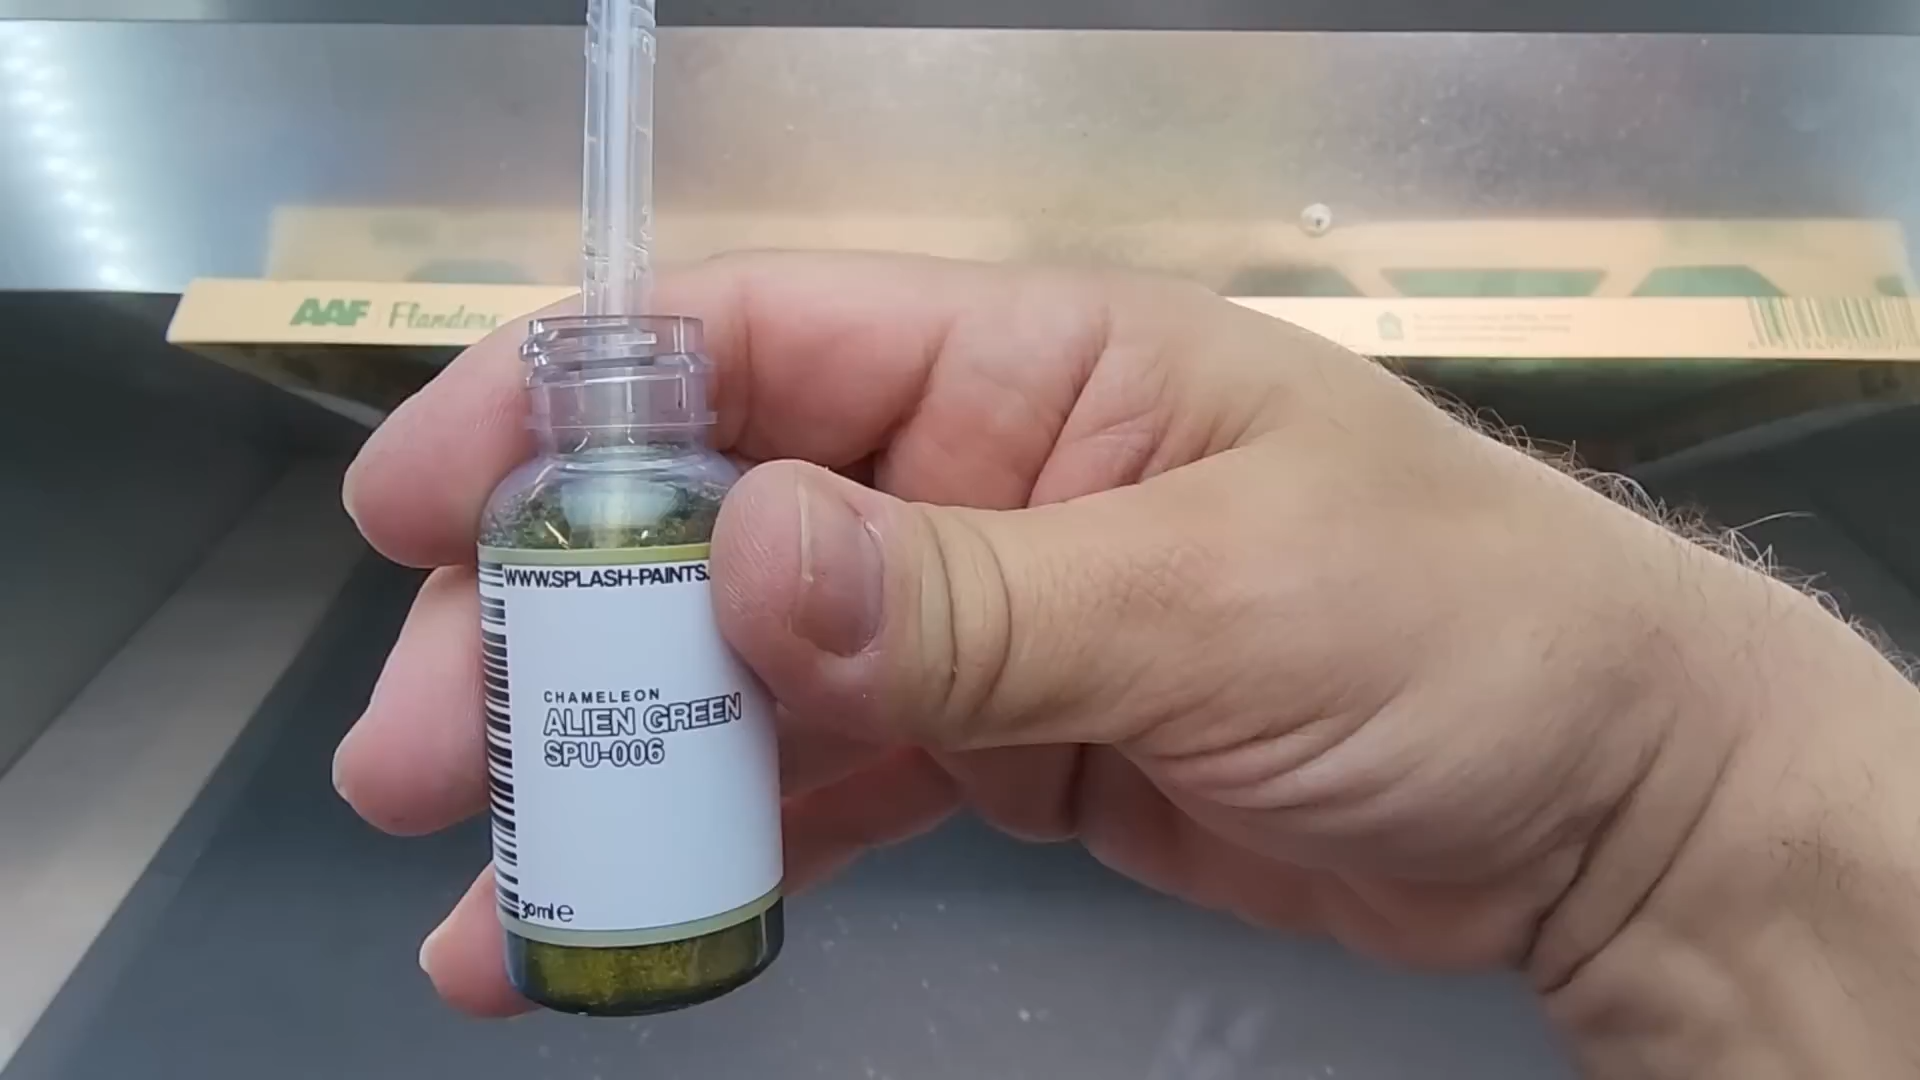 AAF Flanders
WWW.SPLASH-PAINTS.
CHAMELEON
ALIEN GREEN
SPU-006
30ml e